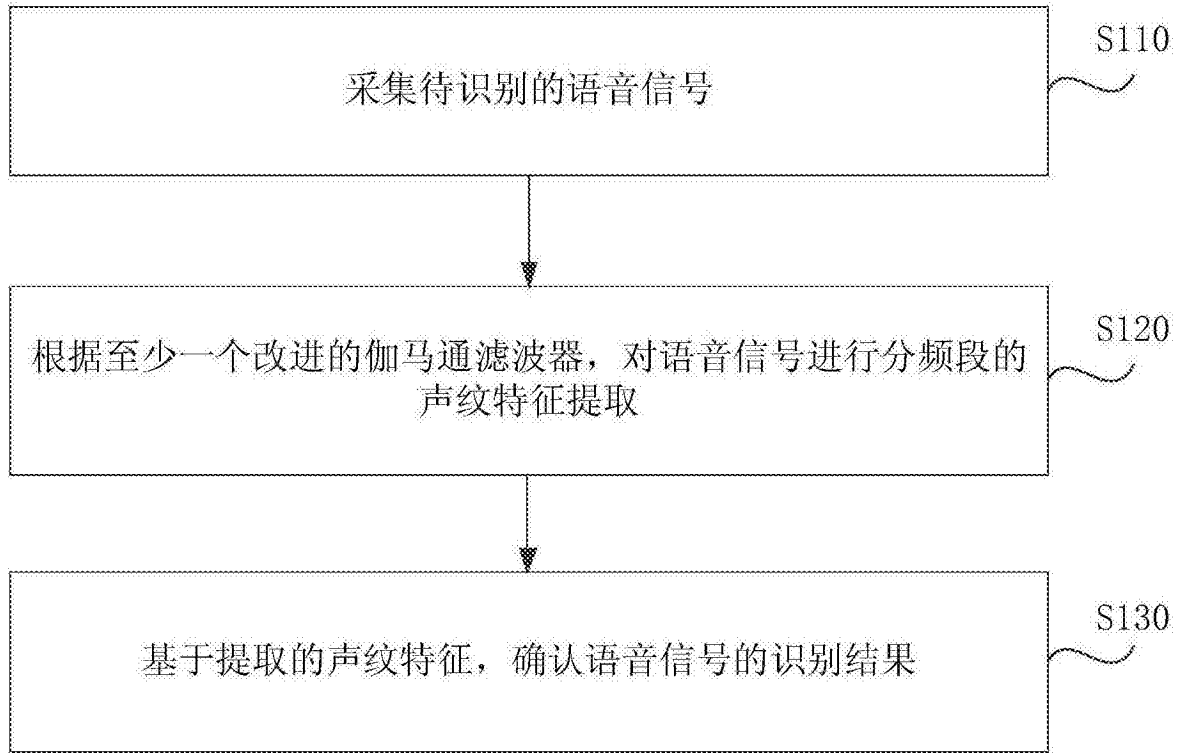 采集待识别的语音信号
S110
根据至少一个改进的伽马通滤波器，对语音信号进行分频段的
声纹特征提取
S120
基于提取的声纹特征，确认语音信号的识别结果
S130